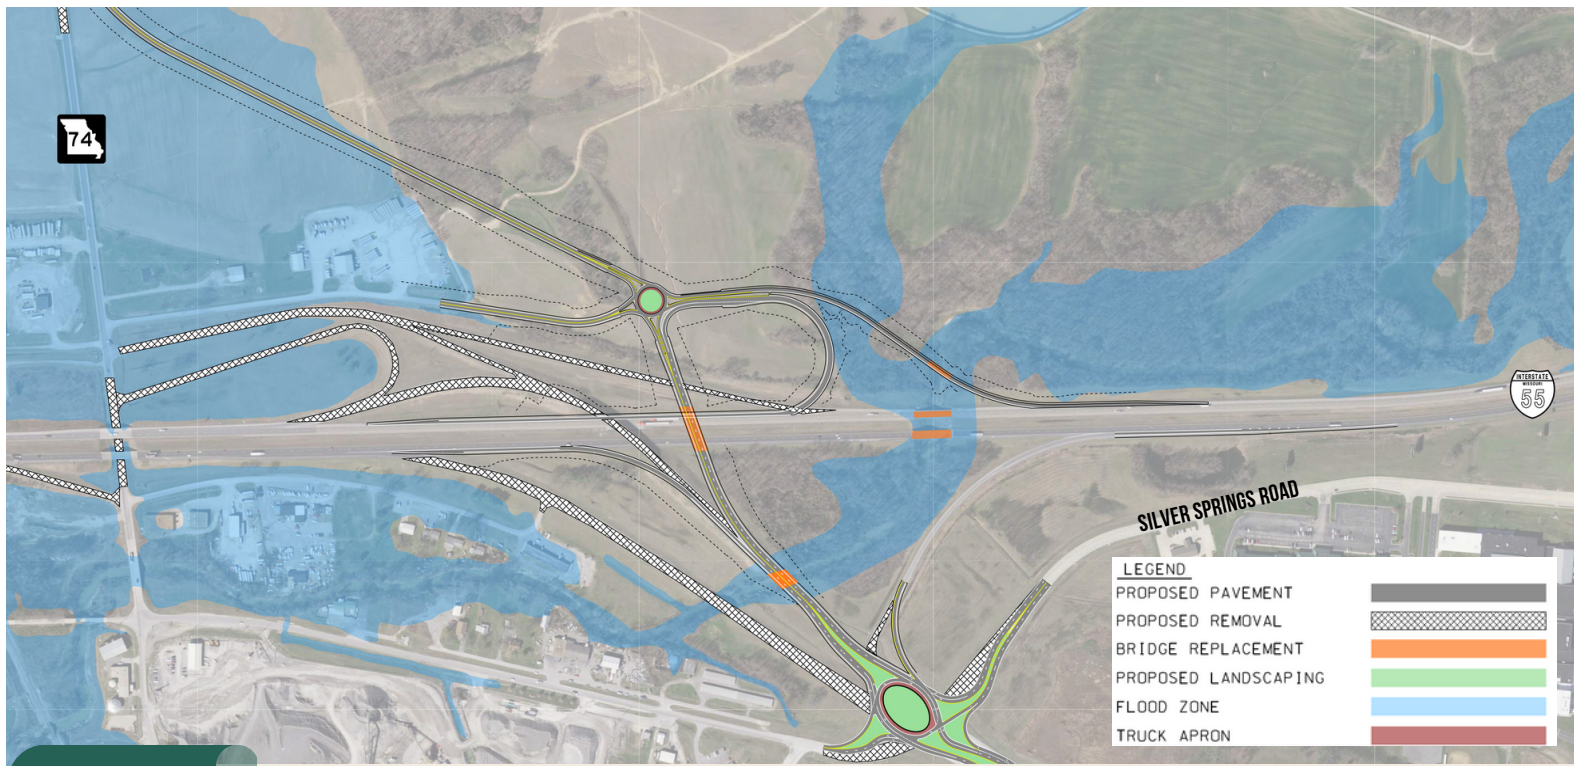 74
INTERSTATE
MISSOURI
55
SILVER SPRINGS ROAD
LEGEND
PROPOSED PAVEMENT
PROPOSED REMOVAL
BRIDGE REPLACEMENT
PROPOSED LANDSCAPING
FLOOD ZONE
TRUCK APRON